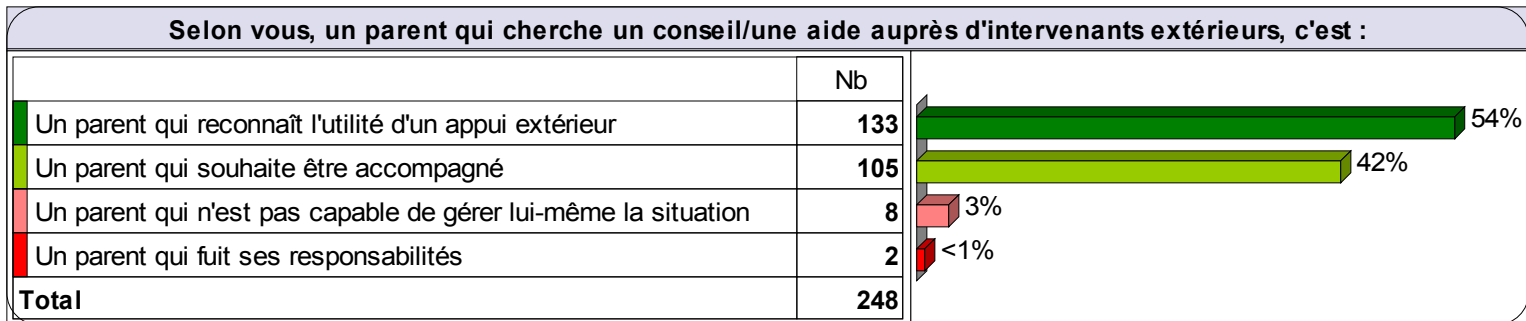 Selon vous, un parent qui cherche un conseil/une aide auprès d'intervenants extérieurs, c'est :
Nb
Un parent qui reconnaît l'utilité d'un appui extérieur 133 54%
Un parent qui souhaite être accompagné 105 42%
Un parent qui n'est pas capable de gérer lui-même la situation 8 3%
Un parent qui fuit ses responsabilités 2 <1%
Total 248